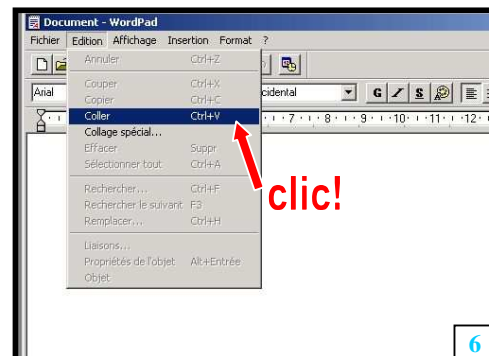 Document - WordPad
Fichier Edition Affichage Insertion Format ?
Annuler Ctrl+Z
Couper Ctrl+X
Copier Ctrl+C
Arial cidental G I S
Coller Ctrl+V
7 8 9 10 11 12
Collage spécial...
Effacer Suppr
Sélectionner tout Ctrl+A
Rechercher... Ctrl+F
Rechercher le suivant F3
Remplacer... Ctrl+H
clic!
Liaisons...
Propriétés de l'objet Alt+Entrée
Objet
6